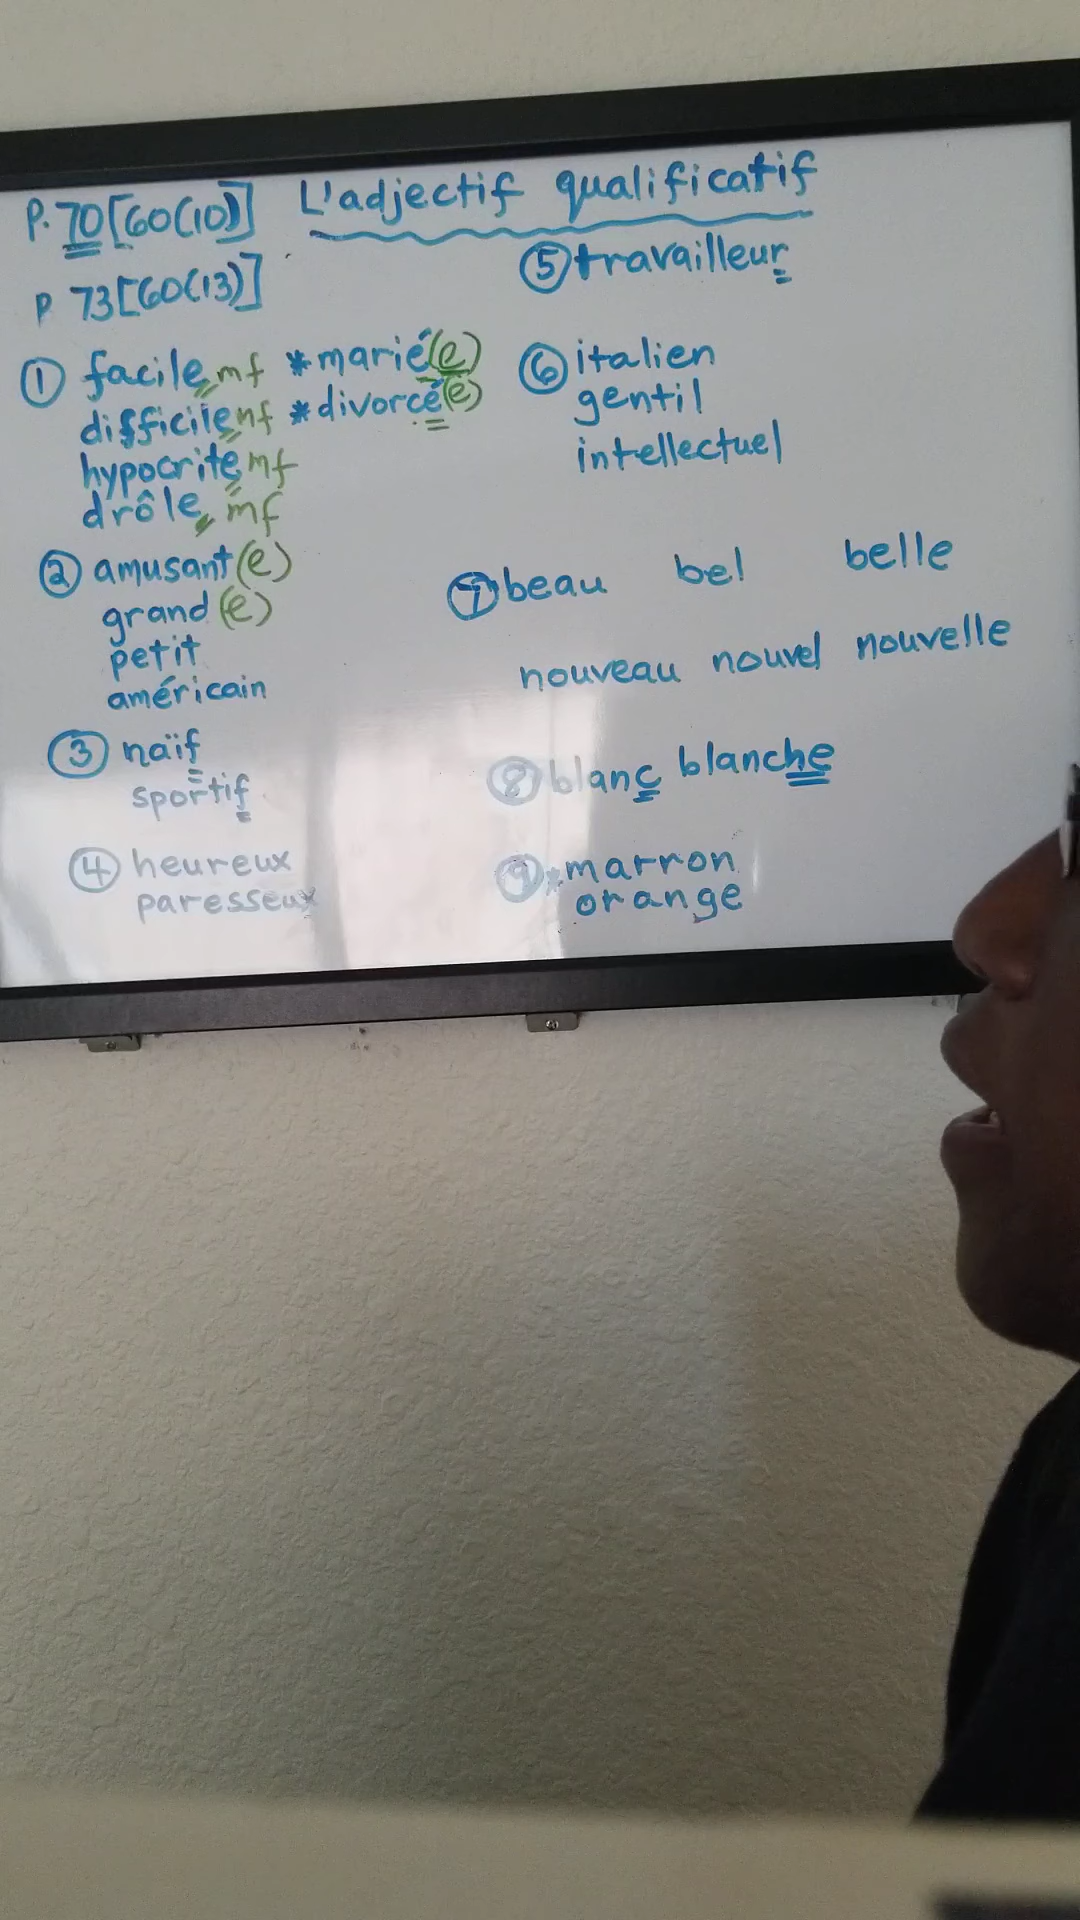 P. 70 [60(10)] L'adjectif qualificatif
P 73 [60(13)]
① facile mf *marié(e)
difficile mf *divorcé(e)
hypocrite mf
drôle mf
② amusant(e)
grand(e)
petit
américain
③ naïf
sportif
④ heureux
paresseux
⑤ travailleur
⑥ italien
gentil
intellectuel
⑦ beau bel belle
nouveau nouvel nouvelle
⑧ blanc blanche
⑨ *marron
orange